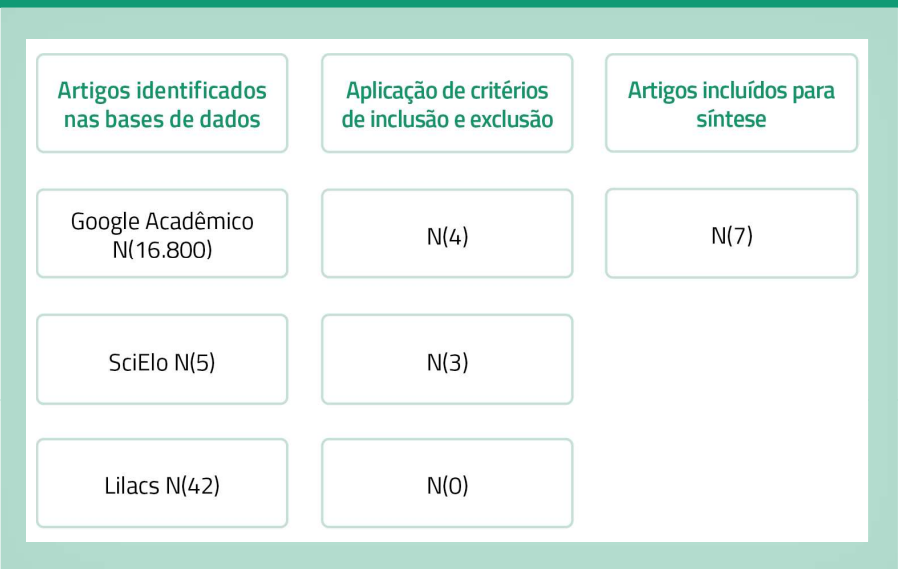 Artigos identificados
nas bases de dados
Aplicação de critérios
de inclusão e exclusão
Artigos incluídos para
síntese
Google Acadêmico
N(16.800)
N(4)
N(7)
SciElo N(5)
N(3)
Lilacs N(42)
N(0)